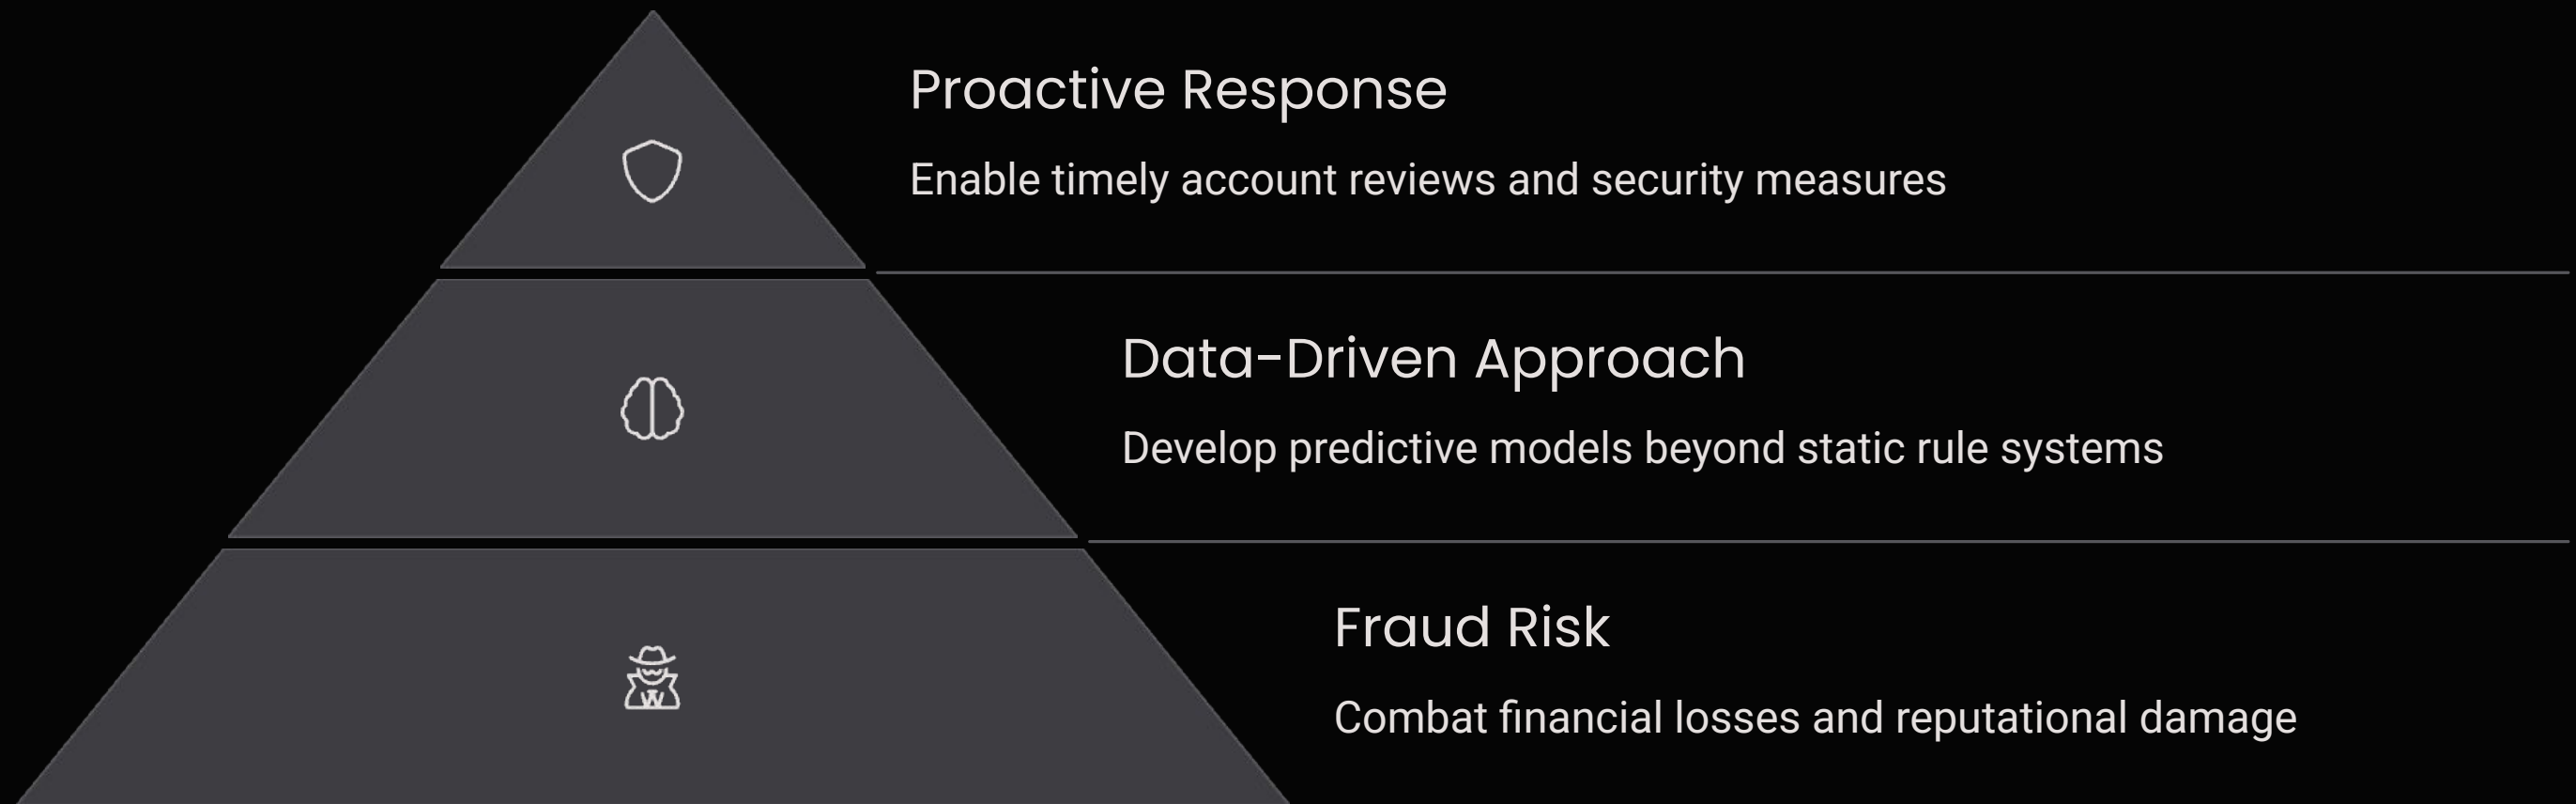 Proactive Response
Enable timely account reviews and security measures
Data-Driven Approach
Develop predictive models beyond static rule systems
Fraud Risk
Combat financial losses and reputational damage